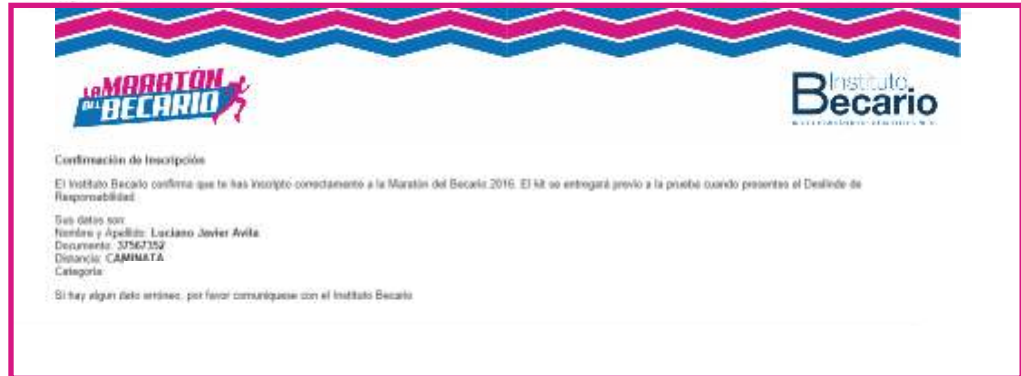 LA MARATÓN
DEL BECARIO
Instituto
Becario
Confirmación de Inscripción
El Instituto Becario confirma que te has inscripto correctamente a la Maratón del Becario 2016. El kit se entregará previo a la prueba cuando presentes el Deslinde de
Responsabilidad.
Sus datos son:
Nombre y Apellido: Luciano Javier Avila
Documento: 37567352
Distancia: CAMINATA
Categoría:
Si hay algun dato erróneo, por favor comuníquese con el Instituto Becario